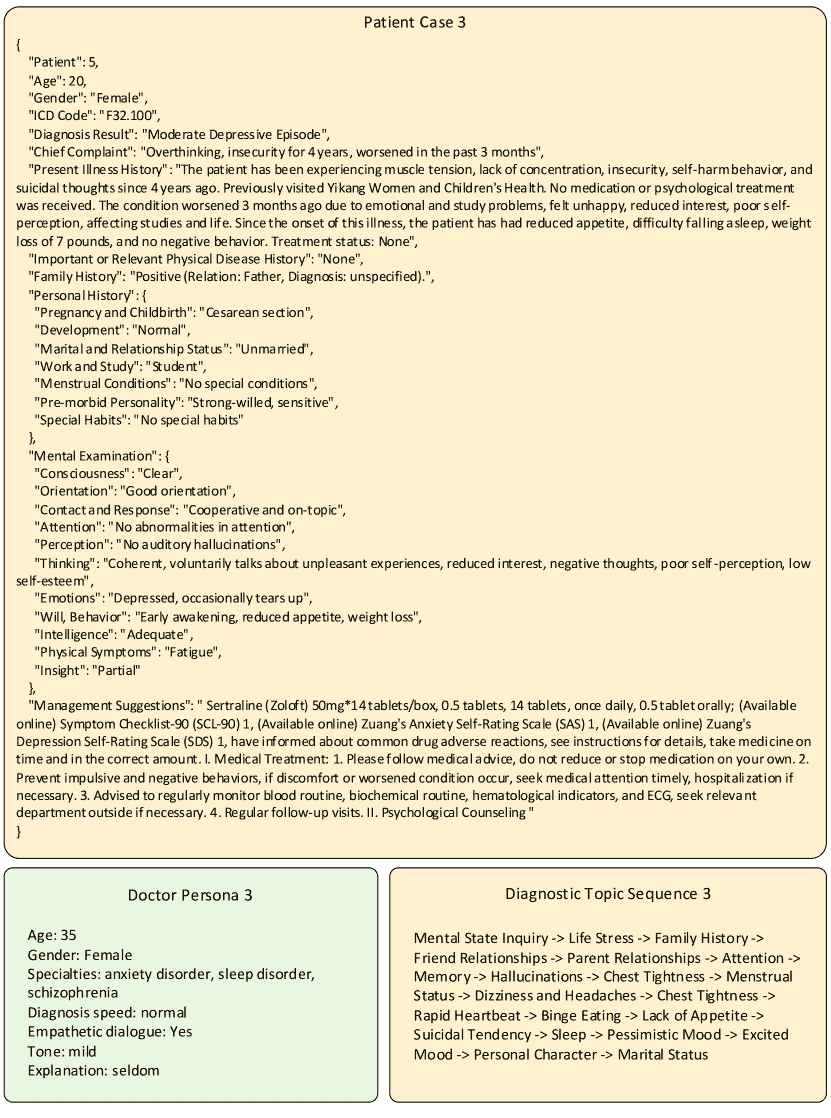 Patient Case 3
{
"Patient": 5,
"Age": 20,
"Gender": "Female",
"ICD Code": "F32.100",
"Diagnosis Result": "Moderate Depressive Episode",
"Chief Complaint": "Overthinking, insecurity for 4 years, worsened in the past 3 months",
"Present Illness History": "The patient has been experiencing muscle tension, lack of concentration, insecurity, self-harm behavior, and
suicidal thoughts since 4 years ago. Previously visited Yikang Women and Children's Health. No medication or psychological treatment
was received. The condition worsened 3 months ago due to emotional and study problems, felt unhappy, reduced interest, poor self-
perception, affecting studies and life. Since the onset of this illness, the patient has had reduced appetite, difficulty falling asleep, weight
loss of 7 pounds, and no negative behavior. Treatment status: None",
"Important or Relevant Physical Disease History": "None",
"Family History": "Positive (Relation: Father, Diagnosis: unspecified).",
"Personal History": {
"Pregnancy and Childbirth": "Cesarean section",
"Development": "Normal",
"Marital and Relationship Status": "Unmarried",
"Work and Study": "Student",
"Menstrual Conditions": "No special conditions",
"Pre-morbid Personality": "Strong-willed, sensitive",
"Special Habits": "No special habits"
},
"Mental Examination": {
"Consciousness": "Clear",
"Orientation": "Good orientation",
"Contact and Response": "Cooperative and on-topic",
"Attention": "No abnormalities in attention",
"Perception": "No auditory hallucinations",
"Thinking": "Coherent, voluntarily talks about unpleasant experiences, reduced interest, negative thoughts, poor self-perception, low
self-esteem",
"Emotions": "Depressed, occasionally tears up",
"Will, Behavior": "Early awakening, reduced appetite, weight loss",
"Intelligence": "Adequate",
"Physical Symptoms": "Fatigue",
"Insight": "Partial"
},
"Management Suggestions": " Sertraline (Zoloft) 50mg*14 tablets/box, 0.5 tablets, 14 tablets, once daily, 0.5 tablet orally; (Available
online) Symptom Checklist-90 (SCL-90) 1, (Available online) Zuang's Anxiety Self-Rating Scale (SAS) 1, (Available online) Zuang's
Depression Self-Rating Scale (SDS) 1, have informed about common drug adverse reactions, see instructions for details, take medicine on
time and in the correct amount. I. Medical Treatment: 1. Please follow medical advice, do not reduce or stop medication on your own. 2.
Prevent impulsive and negative behaviors, if discomfort or worsened condition occur, seek medical attention timely, hospitalization if
necessary. 3. Advised to regularly monitor blood routine, biochemical routine, hematological indicators, and ECG, seek relevant
department outside if necessary. 4. Regular follow-up visits. II. Psychological Counseling "
}
Doctor Persona 3
Age: 35
Gender: Female
Specialties: anxiety disorder, sleep disorder,
schizophrenia
Diagnosis speed: normal
Empathetic dialogue: Yes
Tone: mild
Explanation: seldom
Diagnostic Topic Sequence 3
Mental State Inquiry -> Life Stress -> Family History ->
Friend Relationships -> Parent Relationships -> Attention ->
Memory -> Hallucinations -> Chest Tightness -> Menstrual
Status -> Dizziness and Headaches -> Chest Tightness ->
Rapid Heartbeat -> Binge Eating -> Lack of Appetite ->
Suicidal Tendency -> Sleep -> Pessimistic Mood -> Excited
Mood -> Personal Character -> Marital Status